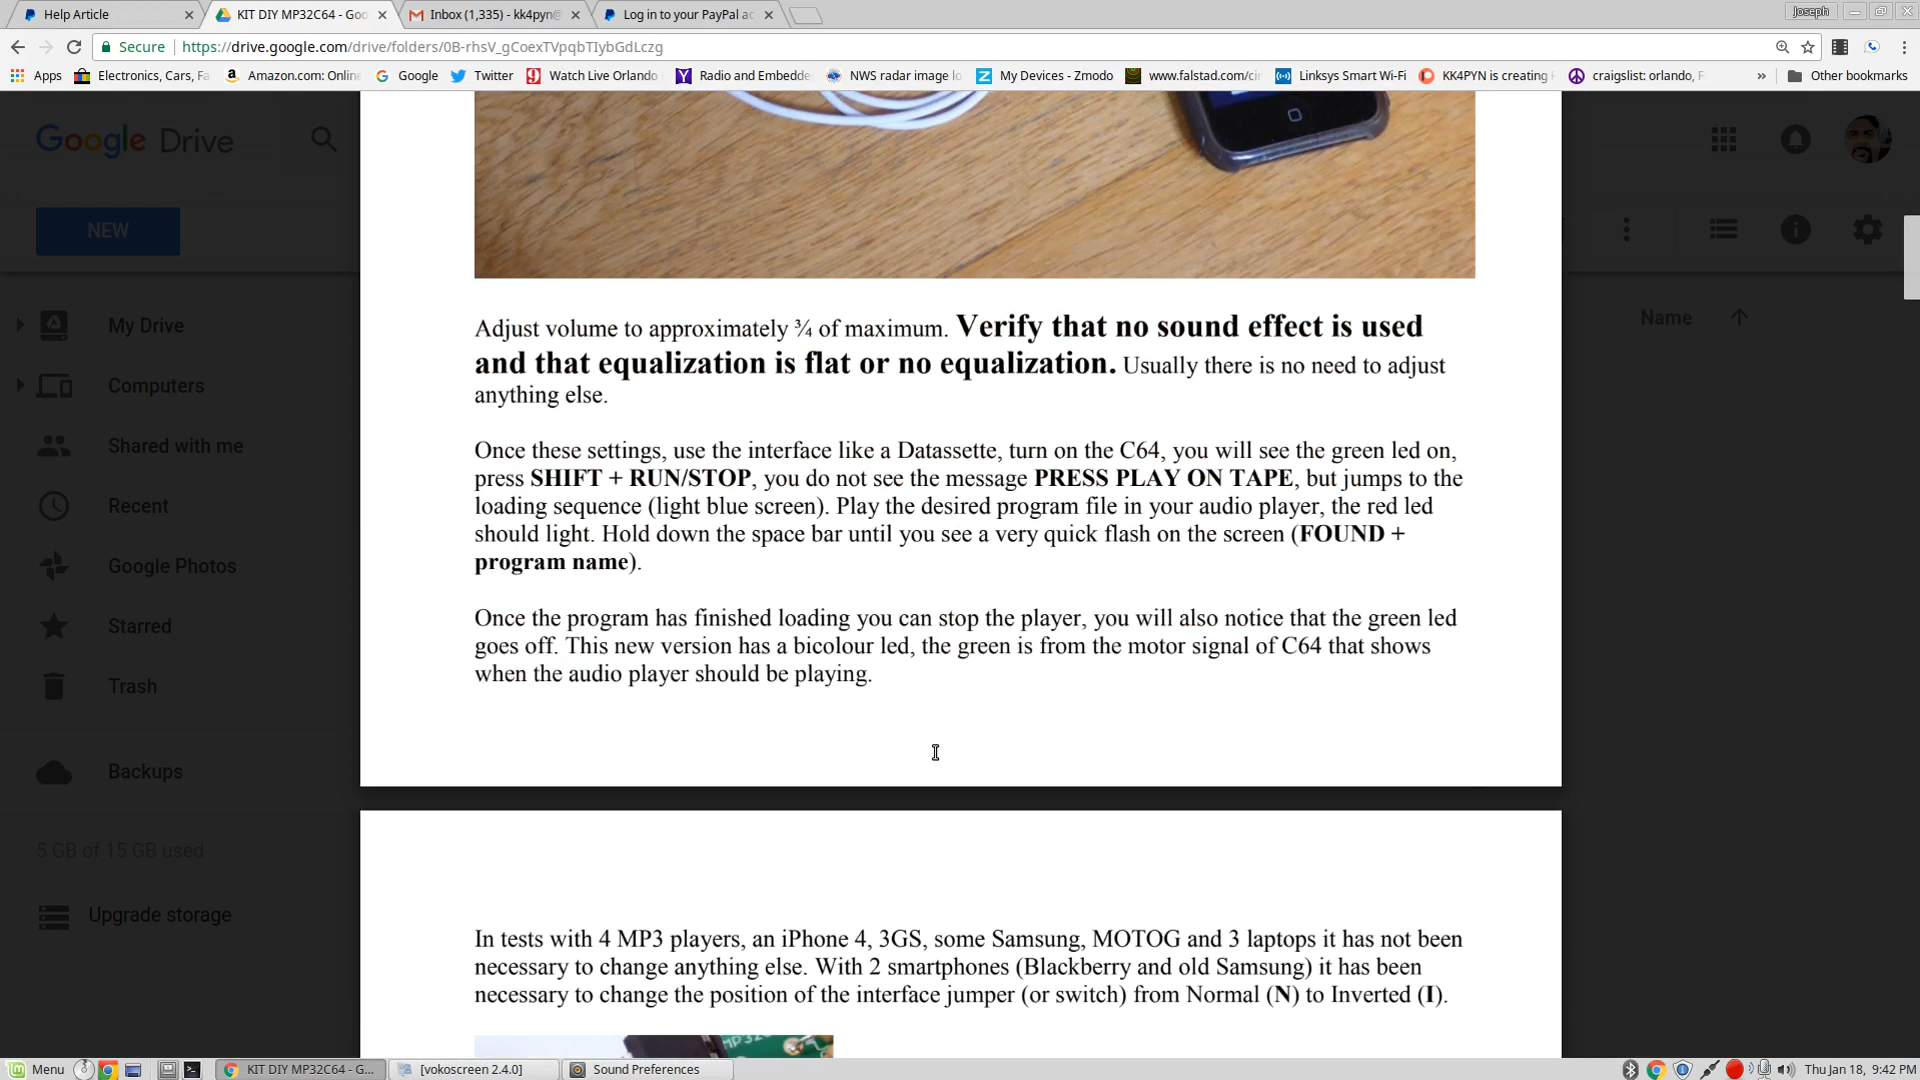 Help Article
KIT DIY MP32C64 - Goo
Inbox (1,335) - kk4pyn@
Log in to your PayPal ac
Joseph
Secure
https://drive.google.com/drive/folders/0B-rhsV_gCoexTVpqbTIybGdLczg
Apps
Electronics, Cars, Fa
Amazon.com: Online
Google
Twitter
Watch Live Orlando
Radio and Embedde
NWS radar image lo
My Devices - Zmodo
www.falstad.com/cir
Linksys Smart Wi-Fi
KK4PYN is creating
craigslist: orlando, F
»
Other bookmarks
Google Drive
NEW
My Drive
Computers
Shared with me
Recent
Google Photos
Starred
Trash
Backups
5 GB of 15 GB used
Upgrade storage
Name
Adjust volume to approximately ¾ of maximum. Verify that no sound effect is used
and that equalization is flat or no equalization. Usually there is no need to adjust
anything else.
Once these settings, use the interface like a Datassette, turn on the C64, you will see the green led on,
press SHIFT + RUN/STOP, you do not see the message PRESS PLAY ON TAPE, but jumps to the
loading sequence (light blue screen). Play the desired program file in your audio player, the red led
should light. Hold down the space bar until you see a very quick flash on the screen (FOUND +
program name).
Once the program has finished loading you can stop the player, you will also notice that the green led
goes off. This new version has a bicolour led, the green is from the motor signal of C64 that shows
when the audio player should be playing.
In tests with 4 MP3 players, an iPhone 4, 3GS, some Samsung, MOTOG and 3 laptops it has not been
necessary to change anything else. With 2 smartphones (Blackberry and old Samsung) it has been
necessary to change the position of the interface jumper (or switch) from Normal (N) to Inverted (I).
Menu
KIT DIY MP32C64 - G...
[vokoscreen 2.4.0]
Sound Preferences
Thu Jan 18, 9:42 PM